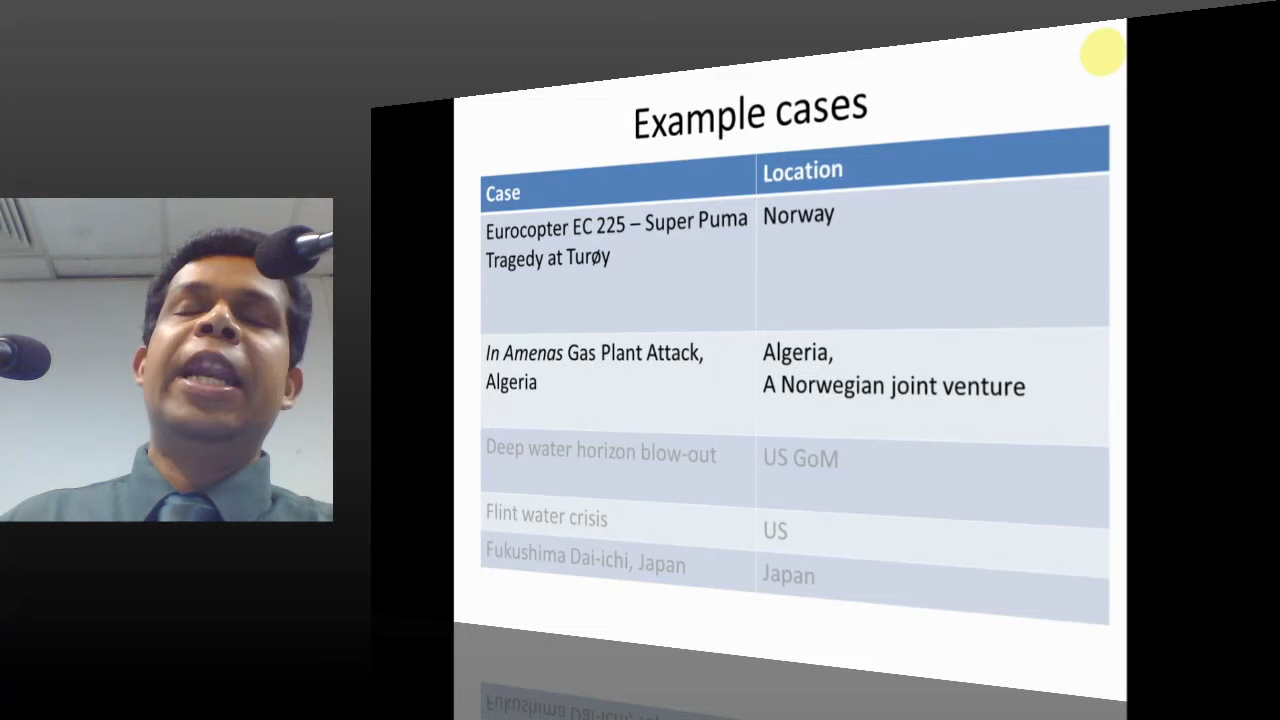 Example cases
Case
Location
Eurocopter EC 225 – Super Puma
Tragedy at Turøy
Norway
In Amenas Gas Plant Attack,
Algeria
Algeria,
A Norwegian joint venture
Deep water horizon blow-out
US GoM
Flint water crisis
US
Fukushima Dai-ichi, Japan
Japan